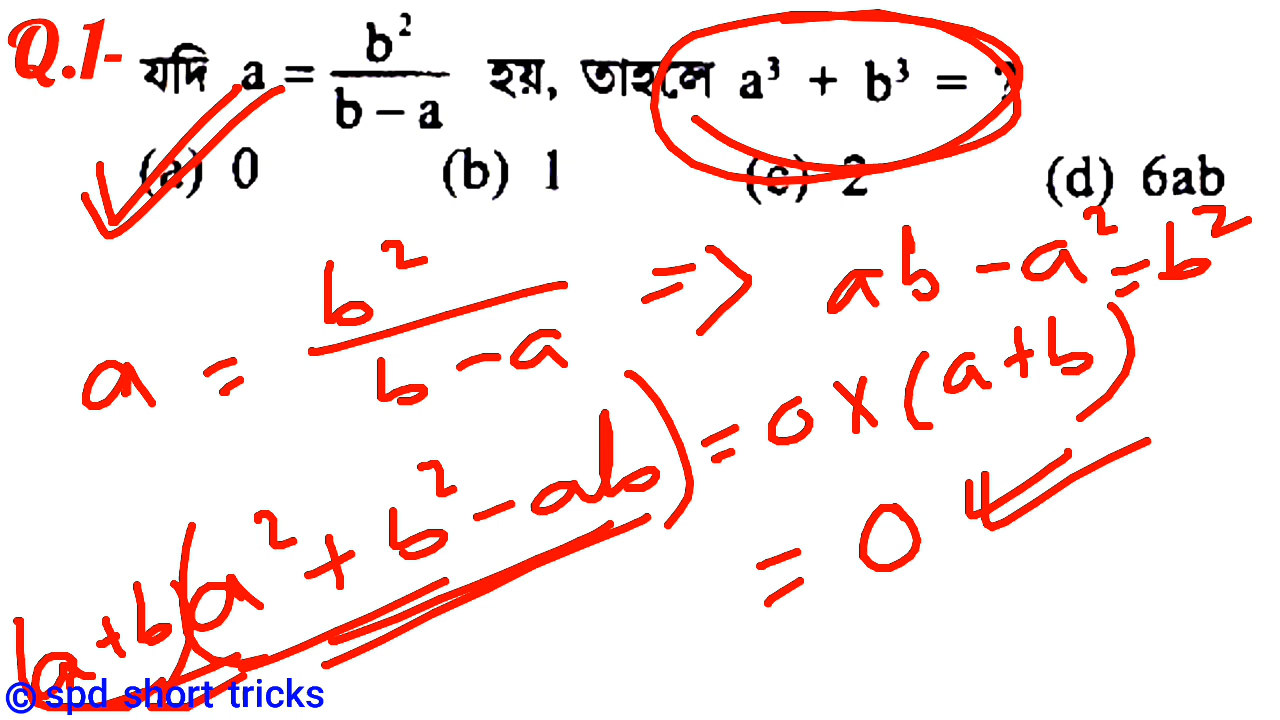 Q.1- যদি a = b²/(b – a) হয়, তাহলে a³ + b³ = ?
(a) 0 (b) 1 (c) 2 (d) 6ab
a = b²/(b - a) => ab - a² = b²
(a+b)(a² + b² - ab) = 0 × (a+b)
= 0
© spd short tricks